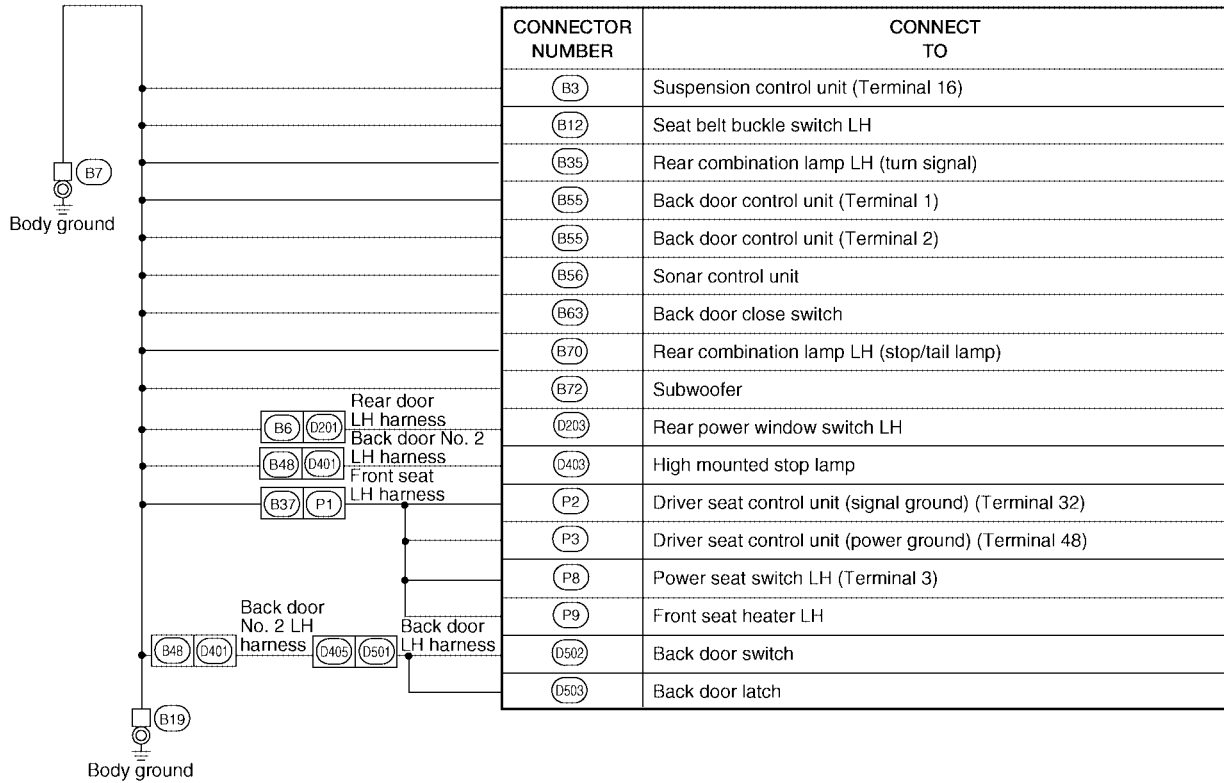 CONNECTOR NUMBER
CONNECT TO
B3 Suspension control unit (Terminal 16)
B12 Seat belt buckle switch LH
B35 Rear combination lamp LH (turn signal)
B7
Body ground
B55 Back door control unit (Terminal 1)
B55 Back door control unit (Terminal 2)
B56 Sonar control unit
B63 Back door close switch
B70 Rear combination lamp LH (stop/tail lamp)
B72 Subwoofer
Rear door
LH harness
B6 D201
D203 Rear power window switch LH
Back door No. 2
LH harness
B48 D401
D403 High mounted stop lamp
Front seat
LH harness
B37 P1
P2 Driver seat control unit (signal ground) (Terminal 32)
P3 Driver seat control unit (power ground) (Terminal 48)
P8 Power seat switch LH (Terminal 3)
P9 Front seat heater LH
Back door
No. 2 LH
harness
B48 D401
D405 D501
Back door
LH harness
D502 Back door switch
D503 Back door latch
B19
Body ground